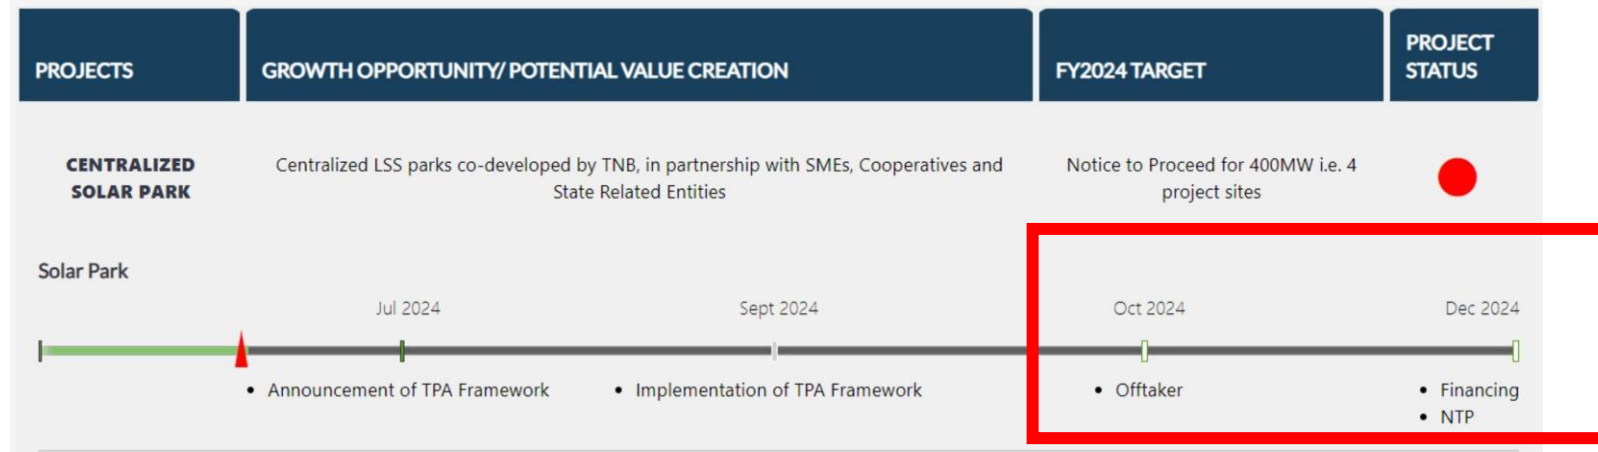 PROJECTS
GROWTH OPPORTUNITY/ POTENTIAL VALUE CREATION
FY2024 TARGET
PROJECT
STATUS
CENTRALIZED
SOLAR PARK
Centralized LSS parks co-developed by TNB, in partnership with SMEs, Cooperatives and
State Related Entities
Notice to Proceed for 400MW i.e. 4
project sites
Solar Park
Jul 2024
Sept 2024
Oct 2024
Dec 2024
• Announcement of TPA Framework
• Implementation of TPA Framework
• Offtaker
• Financing
• NTP